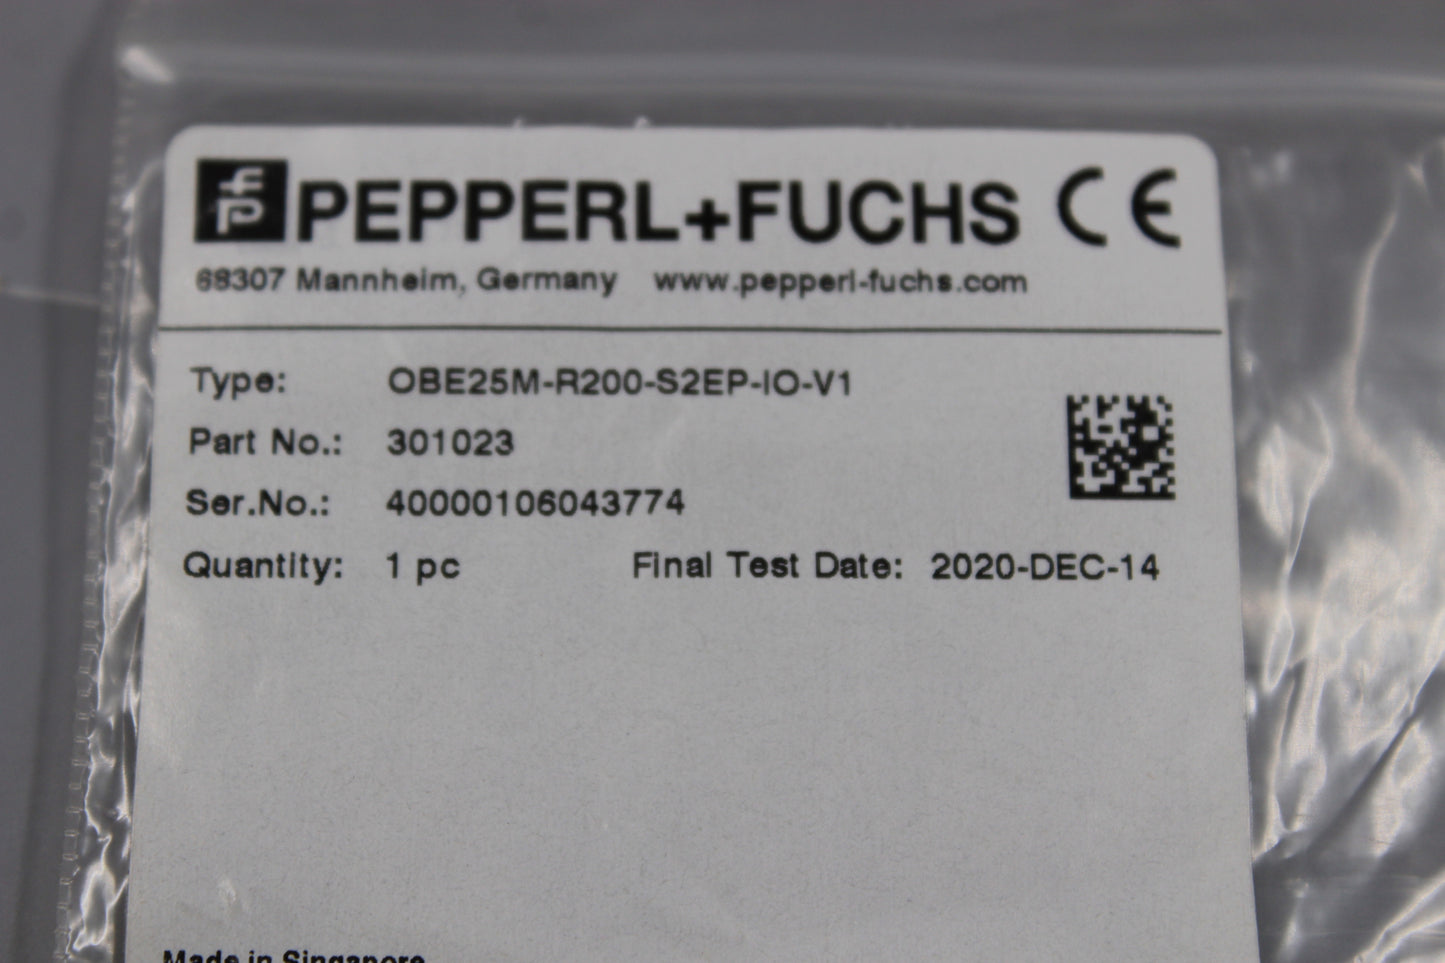 PEPPERL+FUCHS CE
68307 Mannheim, Germany www.pepperl-fuchs.com
Type: OBE25M-R200-S2EP-IO-V1
Part No.: 301023
Ser.No.: 40000106043774
Quantity: 1 pc Final Test Date: 2020-DEC-14
Made in Singapore